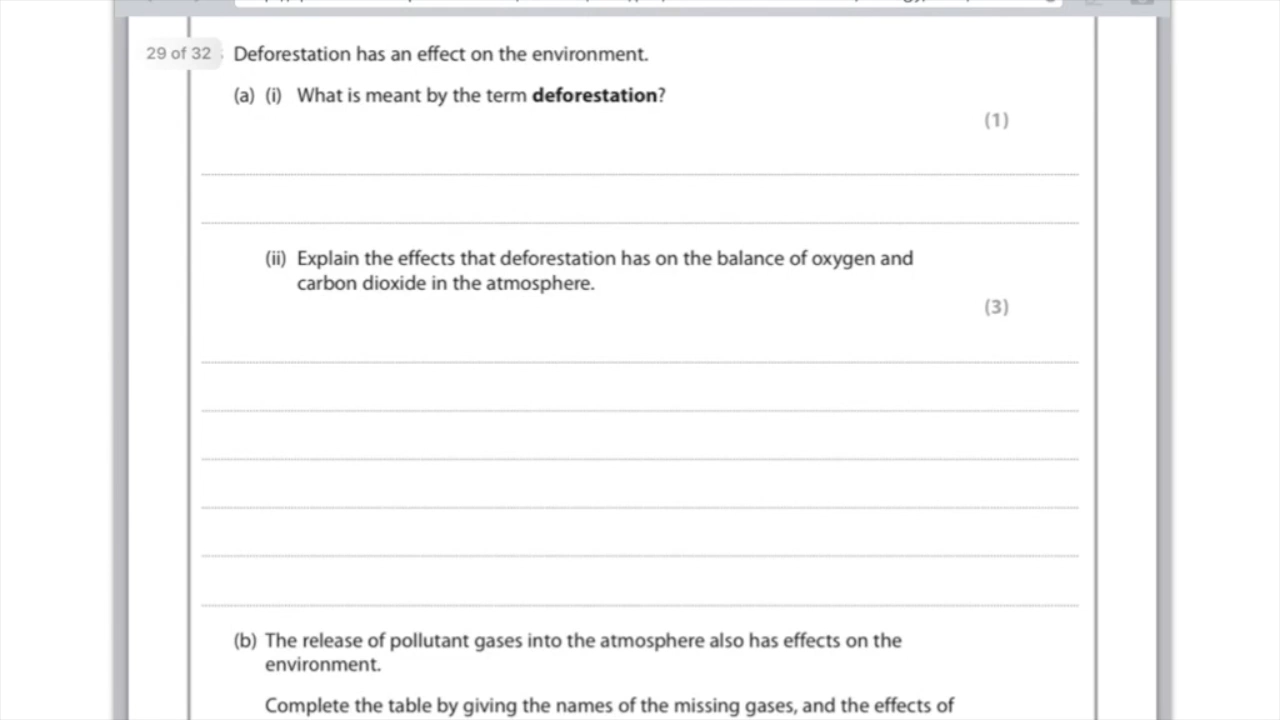 29 of 32
Deforestation has an effect on the environment.
(a) (i) What is meant by the term deforestation?
(1)
(ii) Explain the effects that deforestation has on the balance of oxygen and
carbon dioxide in the atmosphere.
(3)
(b) The release of pollutant gases into the atmosphere also has effects on the
environment.
Complete the table by giving the names of the missing gases, and the effects of